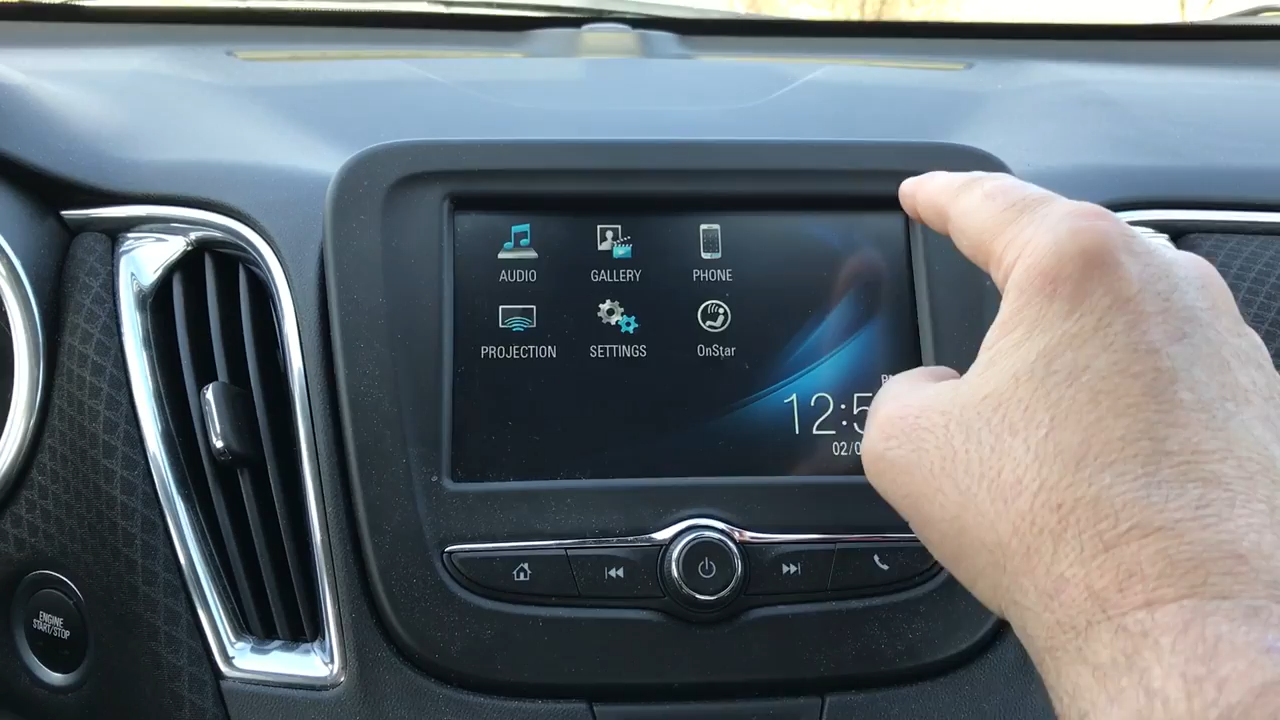 AUDIO GALLERY PHONE
PROJECTION SETTINGS OnStar
12:5
02/0
ENGINE
START/STOP